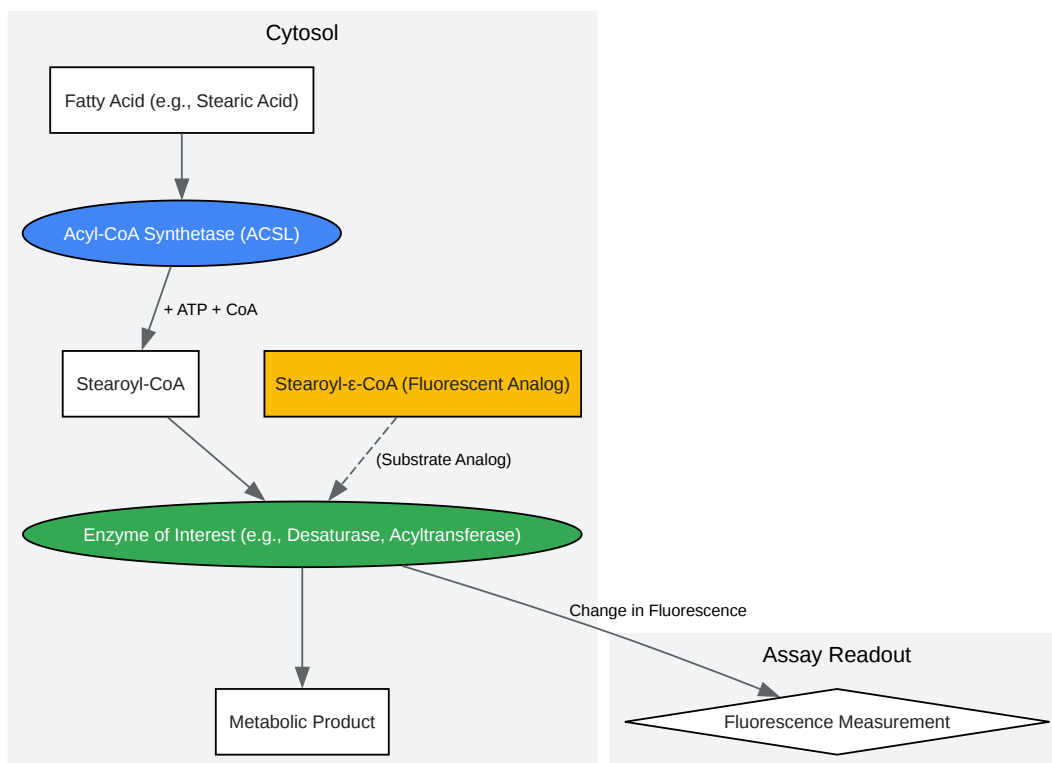 Cytosol
Fatty Acid (e.g., Stearic Acid)
Acyl-CoA Synthetase (ACSL)
+ ATP + CoA
Stearoyl-CoA
Stearoyl-ε-CoA (Fluorescent Analog)
(Substrate Analog)
Enzyme of Interest (e.g., Desaturase, Acyltransferase)
Change in Fluorescence
Assay Readout
Metabolic Product
Fluorescence Measurement